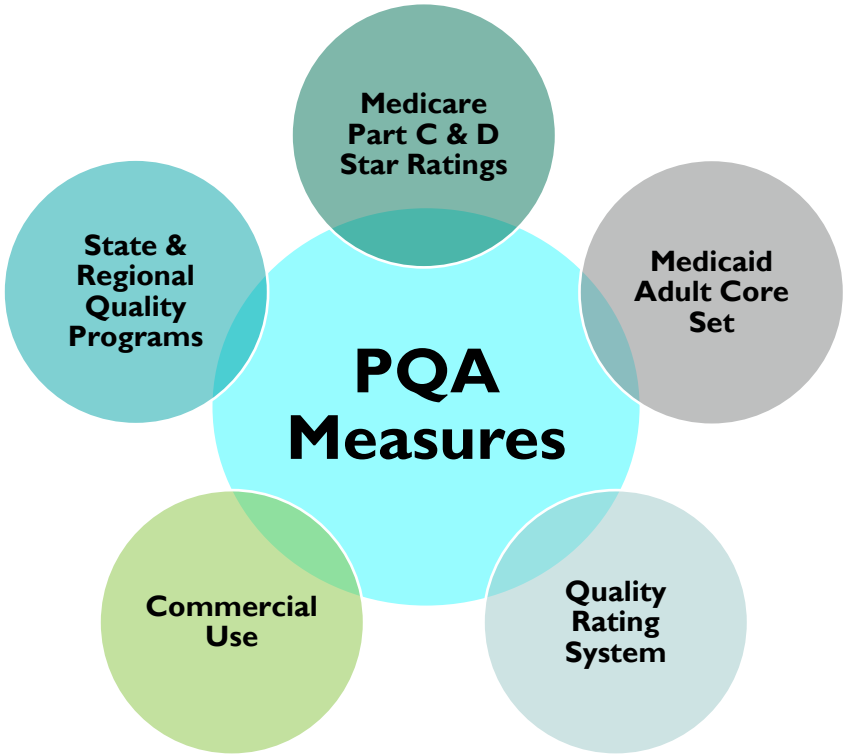 Medicare
Part C & D
Star Ratings
State &
Regional
Quality
Programs
Medicaid
Adult Core
Set
PQA
Measures
Commercial
Use
Quality
Rating
System